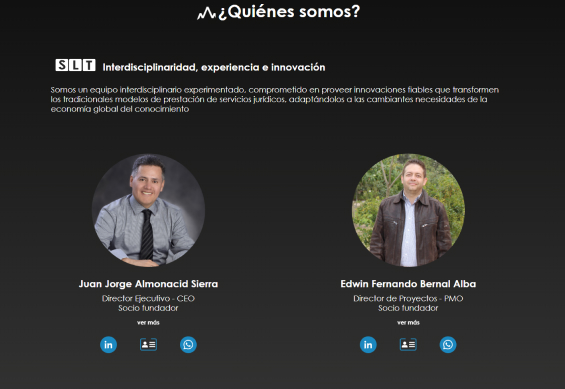 ¿Quiénes somos?
SLT Interdisciplinaridad, experiencia e innovación
Somos un equipo interdisciplinario experimentado, comprometido en proveer innovaciones fiables que transforman
los tradicionales modelos de prestación de servicios jurídicos, adaptándolos a las cambiantes necesidades de la
economía global del conocimiento
Juan Jorge Almonacid Sierra
Director Ejecutivo - CEO
Socio fundador
ver más
in
Edwin Fernando Bernal Alba
Director de Proyectos - PMO
Socio fundador
ver más
in